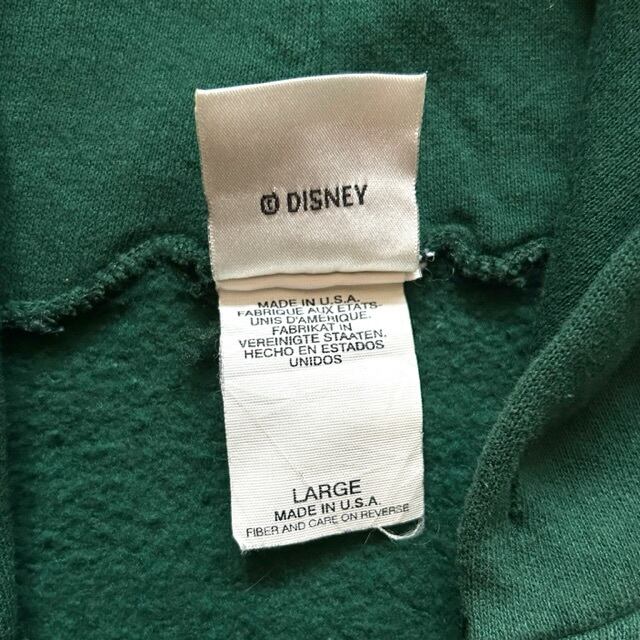 © DISNEY
MADE IN U.S.A.
FABRIQUE AUX ETATS-
UNIS D'AMERIQUE.
FABRIKAT IN
VEREINIGTE STAATEN.
HECHO EN ESTADOS
UNIDOS
LARGE
MADE IN U.S.A.
FIBER AND CARE ON REVERSE